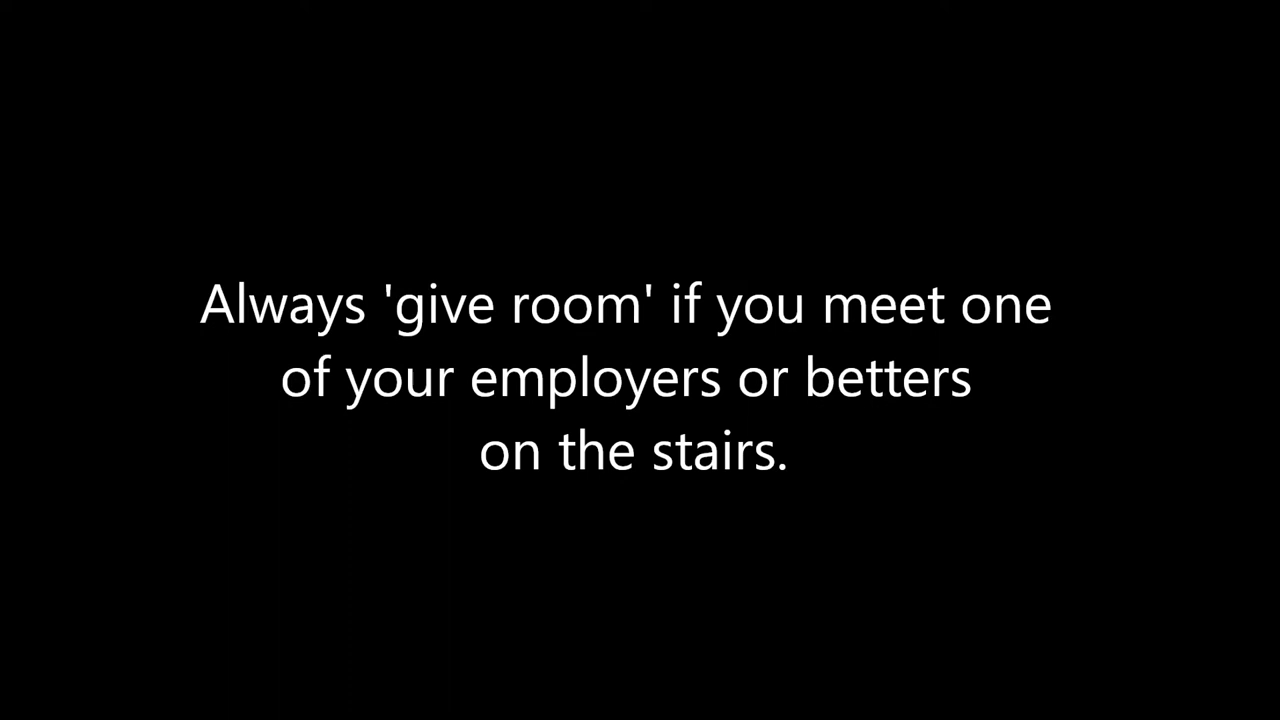 Always 'give room' if you meet one
of your employers or betters
on the stairs.